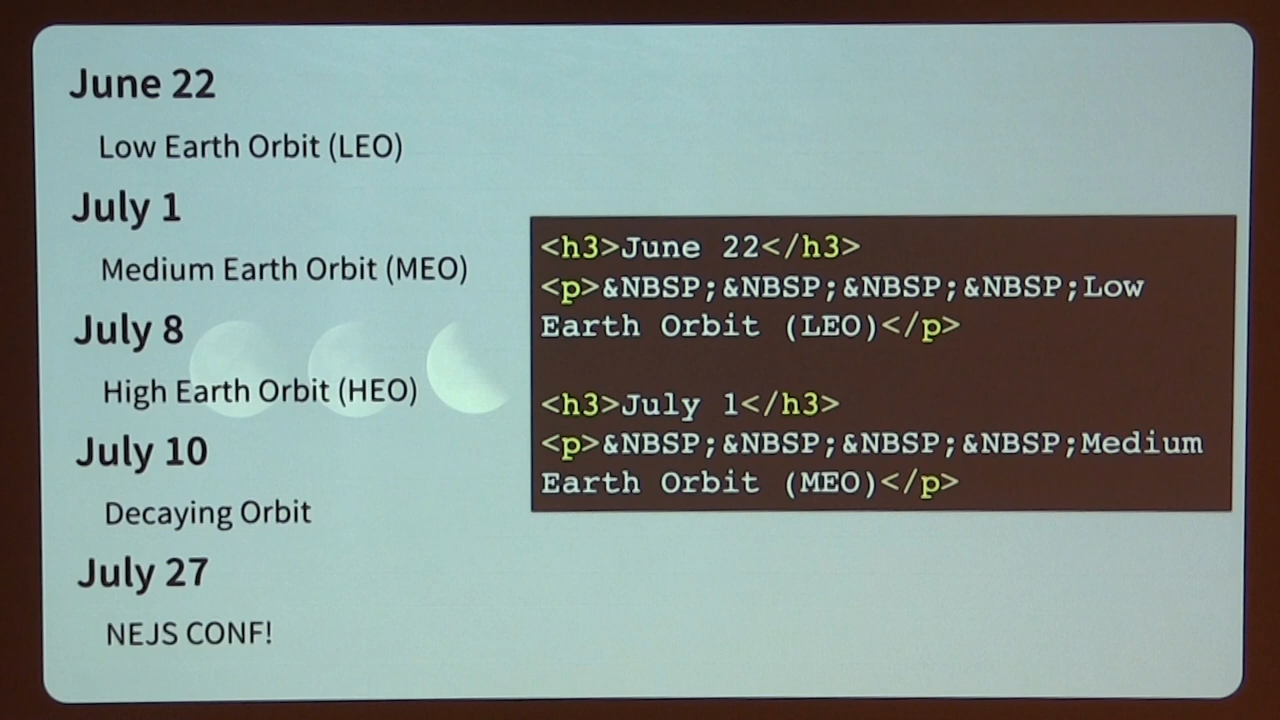 June 22
Low Earth Orbit (LEO)
July 1
Medium Earth Orbit (MEO)
July 8
High Earth Orbit (HEO)
July 10
Decaying Orbit
July 27
NEJS CONF!
<h3>June 22</h3>
<p>&NBSP;&NBSP;&NBSP;&NBSP;Low
Earth Orbit (LEO)</p>
<h3>July 1</h3>
<p>&NBSP;&NBSP;&NBSP;&NBSP;Medium
Earth Orbit (MEO)</p>